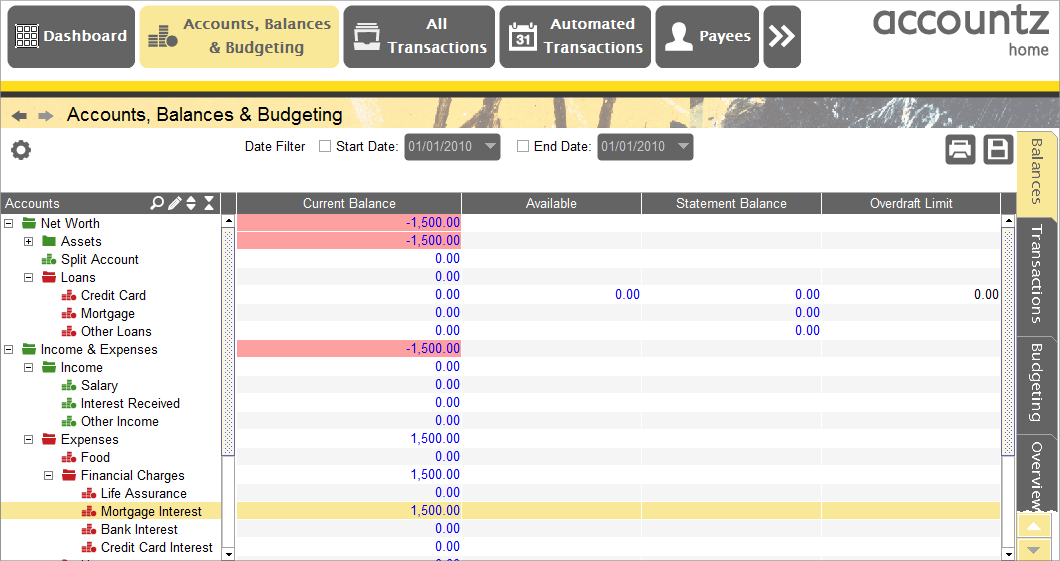 Dashboard
Accounts, Balances
& Budgeting
All
Transactions
31
Automated
Transactions
Payees
accountz
home
Accounts, Balances & Budgeting
Date Filter Start Date: 01/01/2010 End Date: 01/01/2010
Balances
Transactions
Budgeting
Overview
Accounts Current Balance Available Statement Balance Overdraft Limit
Net Worth -1,500.00
Assets -1,500.00
Split Account 0.00
Loans 0.00
Credit Card 0.00 0.00 0.00 0.00
Mortgage 0.00 0.00
Other Loans 0.00 0.00
Income & Expenses -1,500.00
Income 0.00
Salary 0.00
Interest Received 0.00
Other Income 0.00
Expenses 1,500.00
Food 0.00
Financial Charges 1,500.00
Life Assurance 0.00
Mortgage Interest 1,500.00
Bank Interest 0.00
Credit Card Interest 0.00